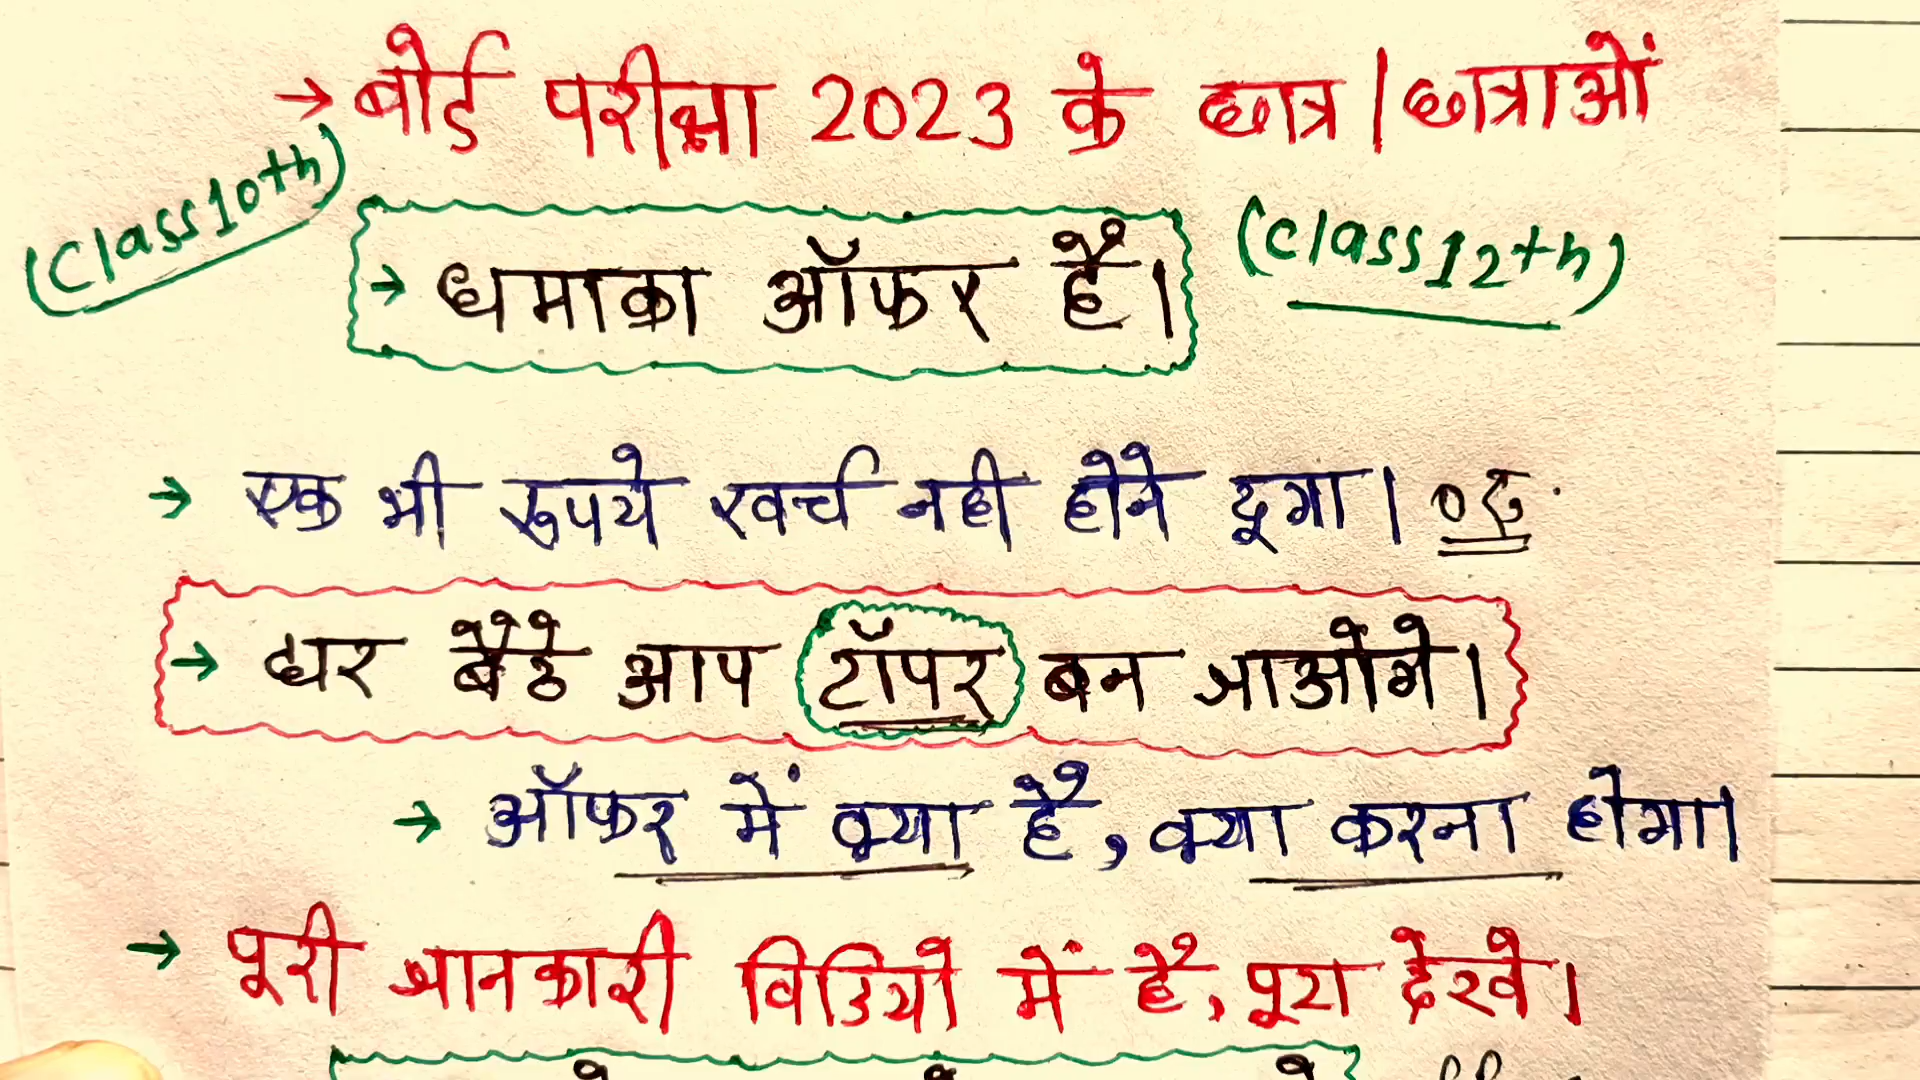 → बोर्ड परीक्षा 2023 के छात्र | छात्राओं
(Class 10th)
→ धमाका ऑफर है।
(Class 12th)
→ एक भी रूपये खर्च नही होने दूगा।
→ घर बैठे आप टॉपर बन जाओगे।
→ ऑफर में क्या है, क्या करना होगा।
→ पूरी जानकारी विडियो में है, पूरा देखे।